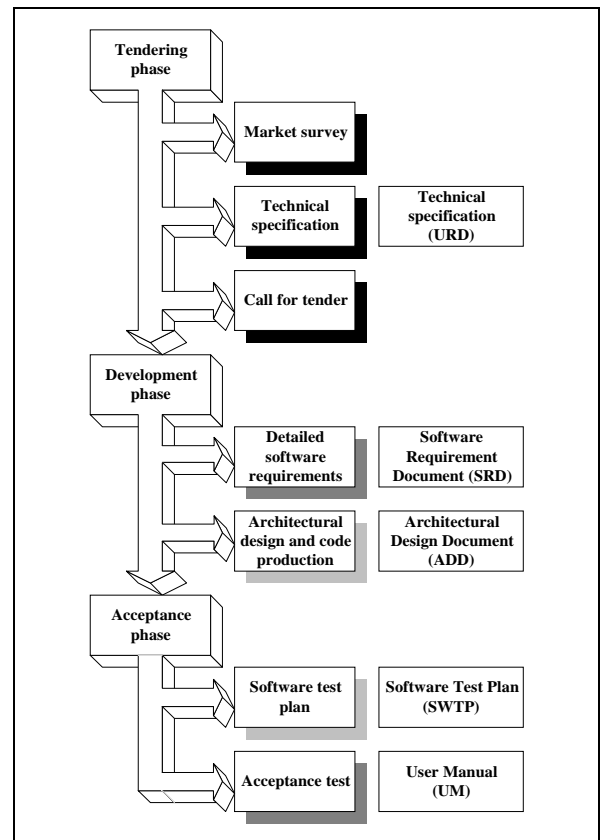 Tendering
phase
Market survey
Technical
specification
Technical
specification
(URD)
Call for tender
Development
phase
Detailed
software
requirements
Software
Requirement
Document (SRD)
Architectural
design and code
production
Architectural
Design Document
(ADD)
Acceptance
phase
Software test
plan
Software Test Plan
(SWTP)
Acceptance test
User Manual
(UM)